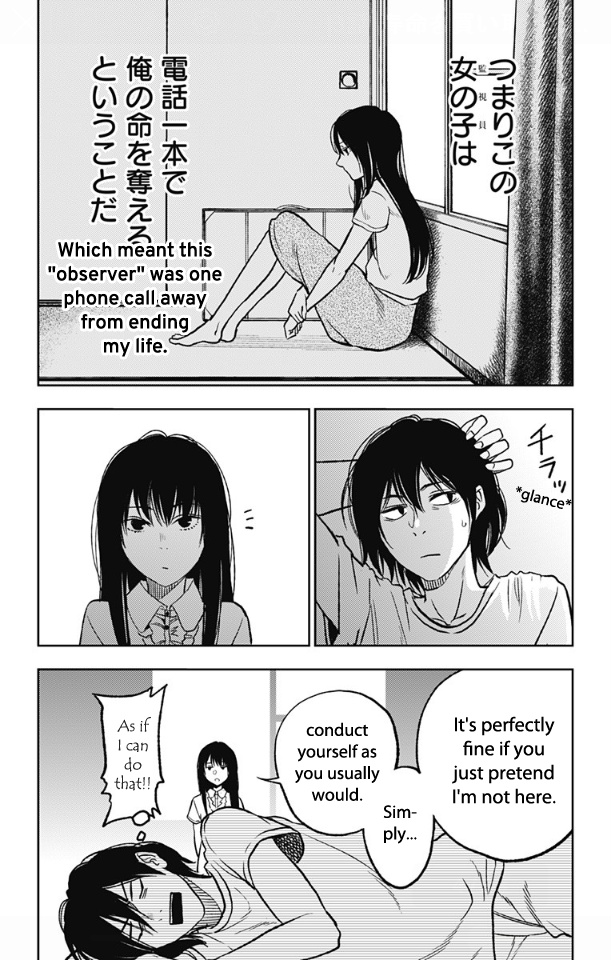 つまりこの
女の子は
監視員
電話一本で
俺の命を奪える
ということだ
Which meant this
"observer" was one
phone call away
from ending
my life.
チラッ
*glance*
It's perfectly
fine if you
just pretend
I'm not here.
Sim-
ply...
conduct
yourself as
you usually
would.
As if
I can
do
that!!